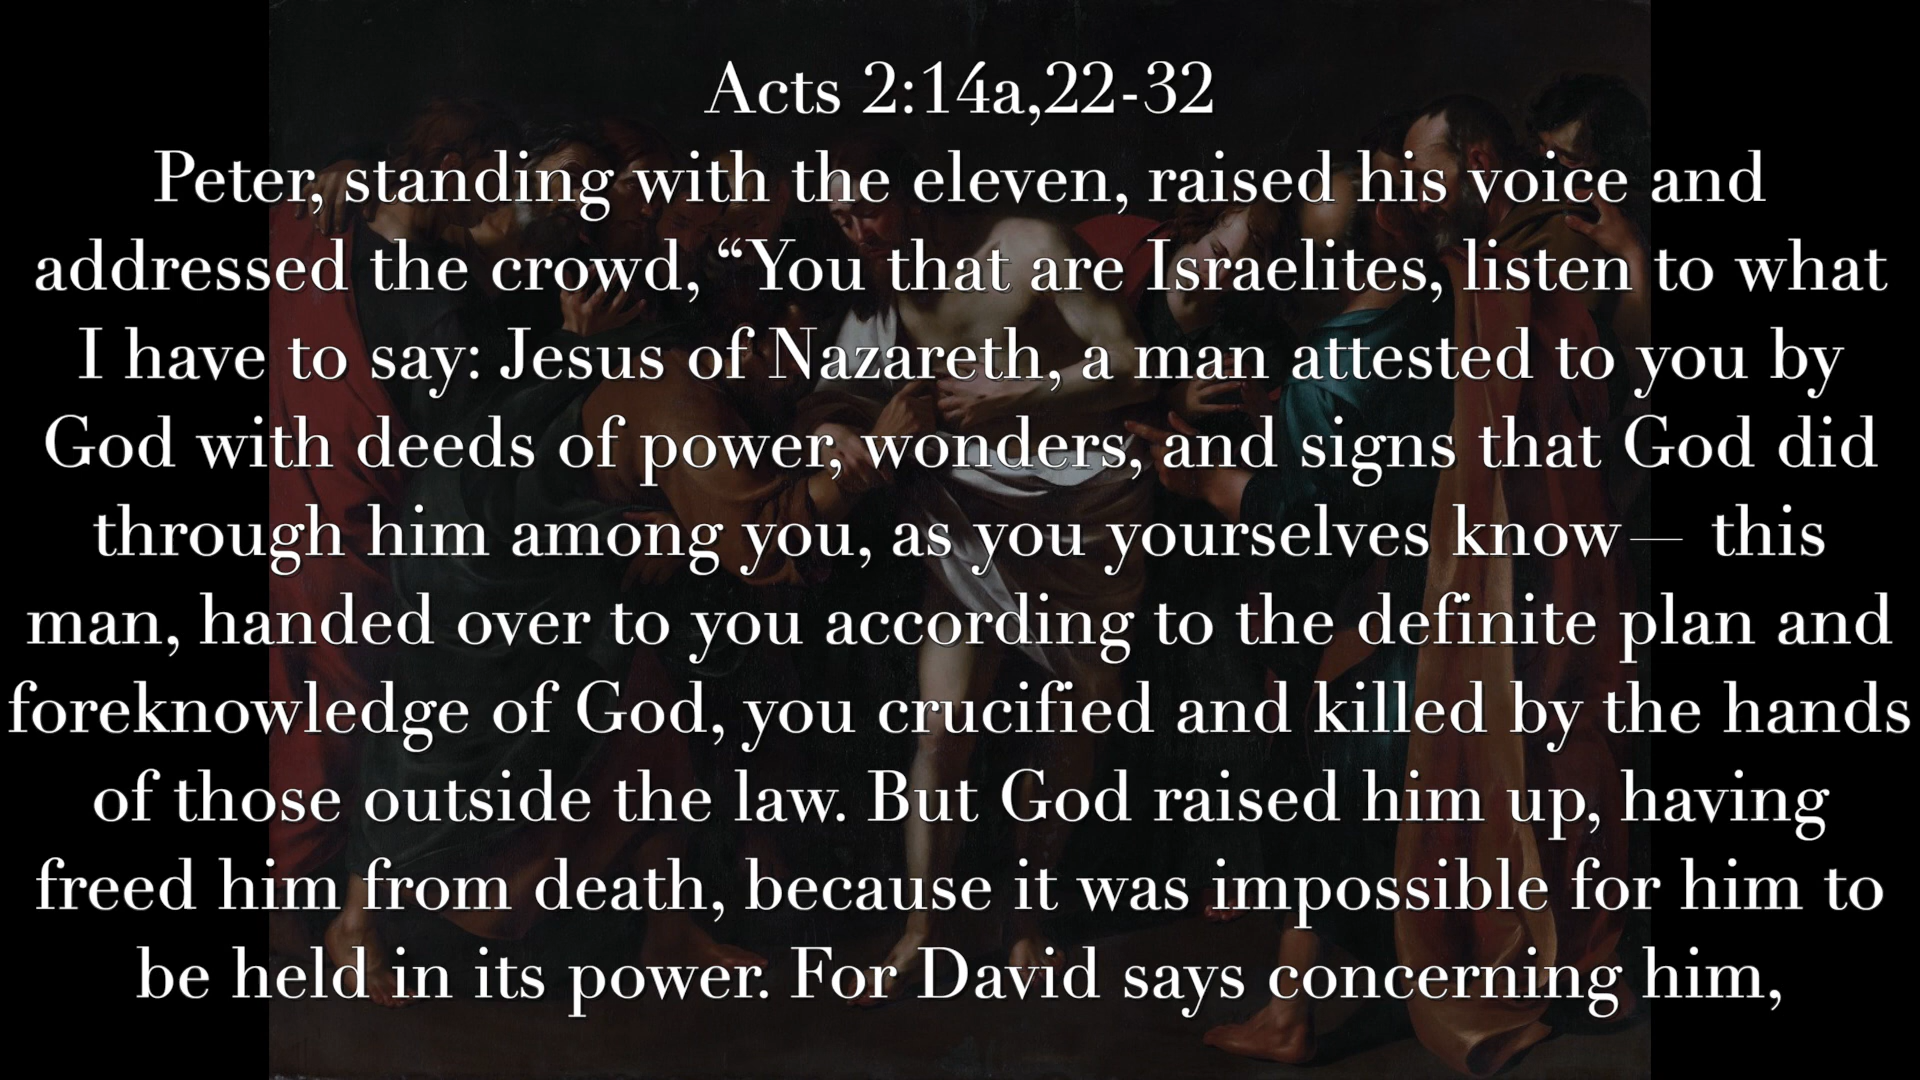 Acts 2:14a,22-32
Peter, standing with the eleven, raised his voice and
addressed the crowd, “You that are Israelites, listen to what
I have to say: Jesus of Nazareth, a man attested to you by
God with deeds of power, wonders, and signs that God did
through him among you, as you yourselves know— this
man, handed over to you according to the definite plan and
foreknowledge of God, you crucified and killed by the hands
of those outside the law. But God raised him up, having
freed him from death, because it was impossible for him to
be held in its power. For David says concerning him,